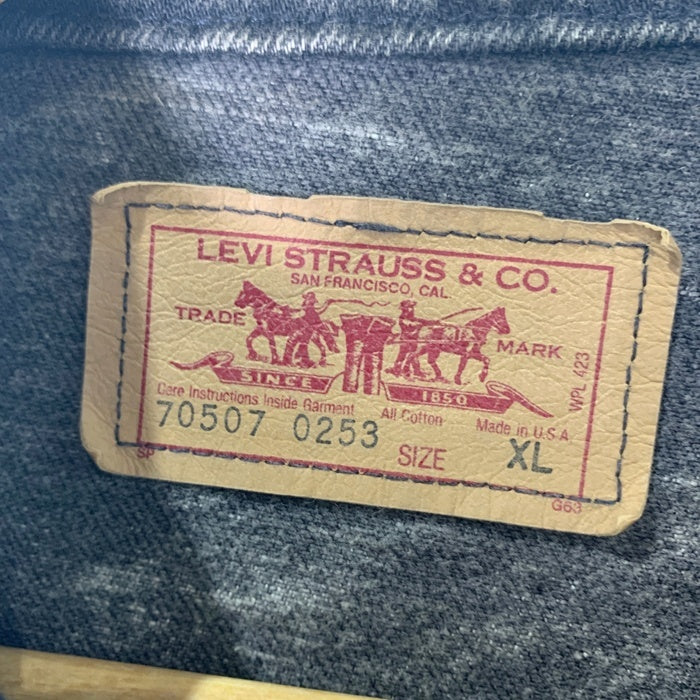 LEVI STRAUSS & CO.
SAN FRANCISCO, CAL.
TRADE MARK
SINCE 1850
WPL 423
Care Instructions Inside Garment All Cotton Made in U.S.A
70507 0253 SIZE XL
SP
G63